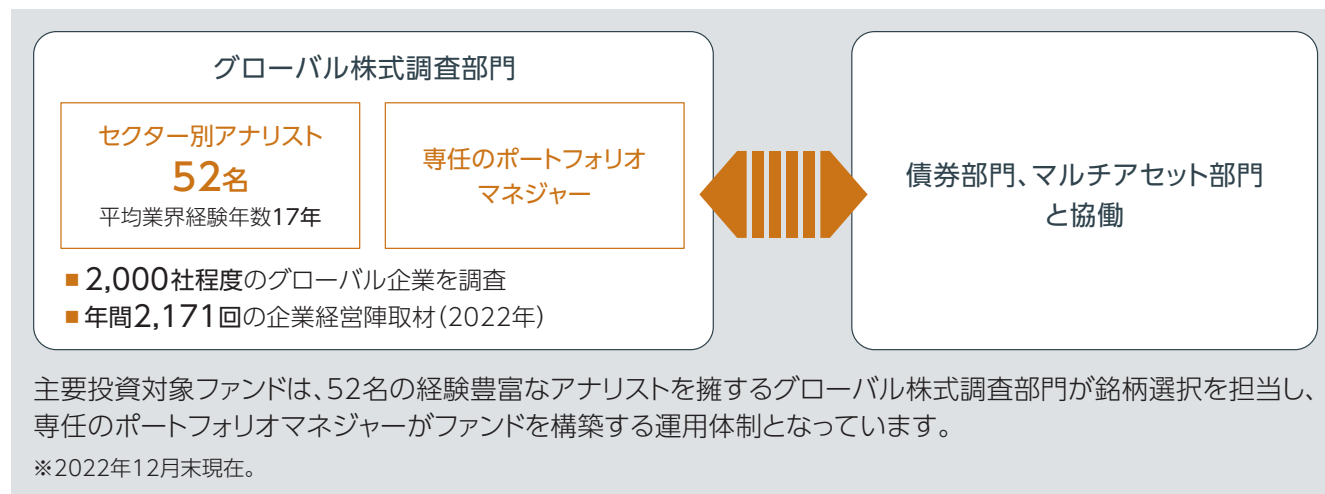 グローバル株式調査部門
セクター別アナリスト
52名
平均業界経験年数17年
専任のポートフォリオ
マネジャー
■2,000社程度のグローバル企業を調査
■年間2,171回の企業経営陣取材（2022年）
債券部門、マルチアセット部門
と協働
主要投資対象ファンドは、52名の経験豊富なアナリストを擁するグローバル株式調査部門が銘柄選択を担当し、
専任のポートフォリオマネジャーがファンドを構築する運用体制となっています。
※2022年12月末現在。